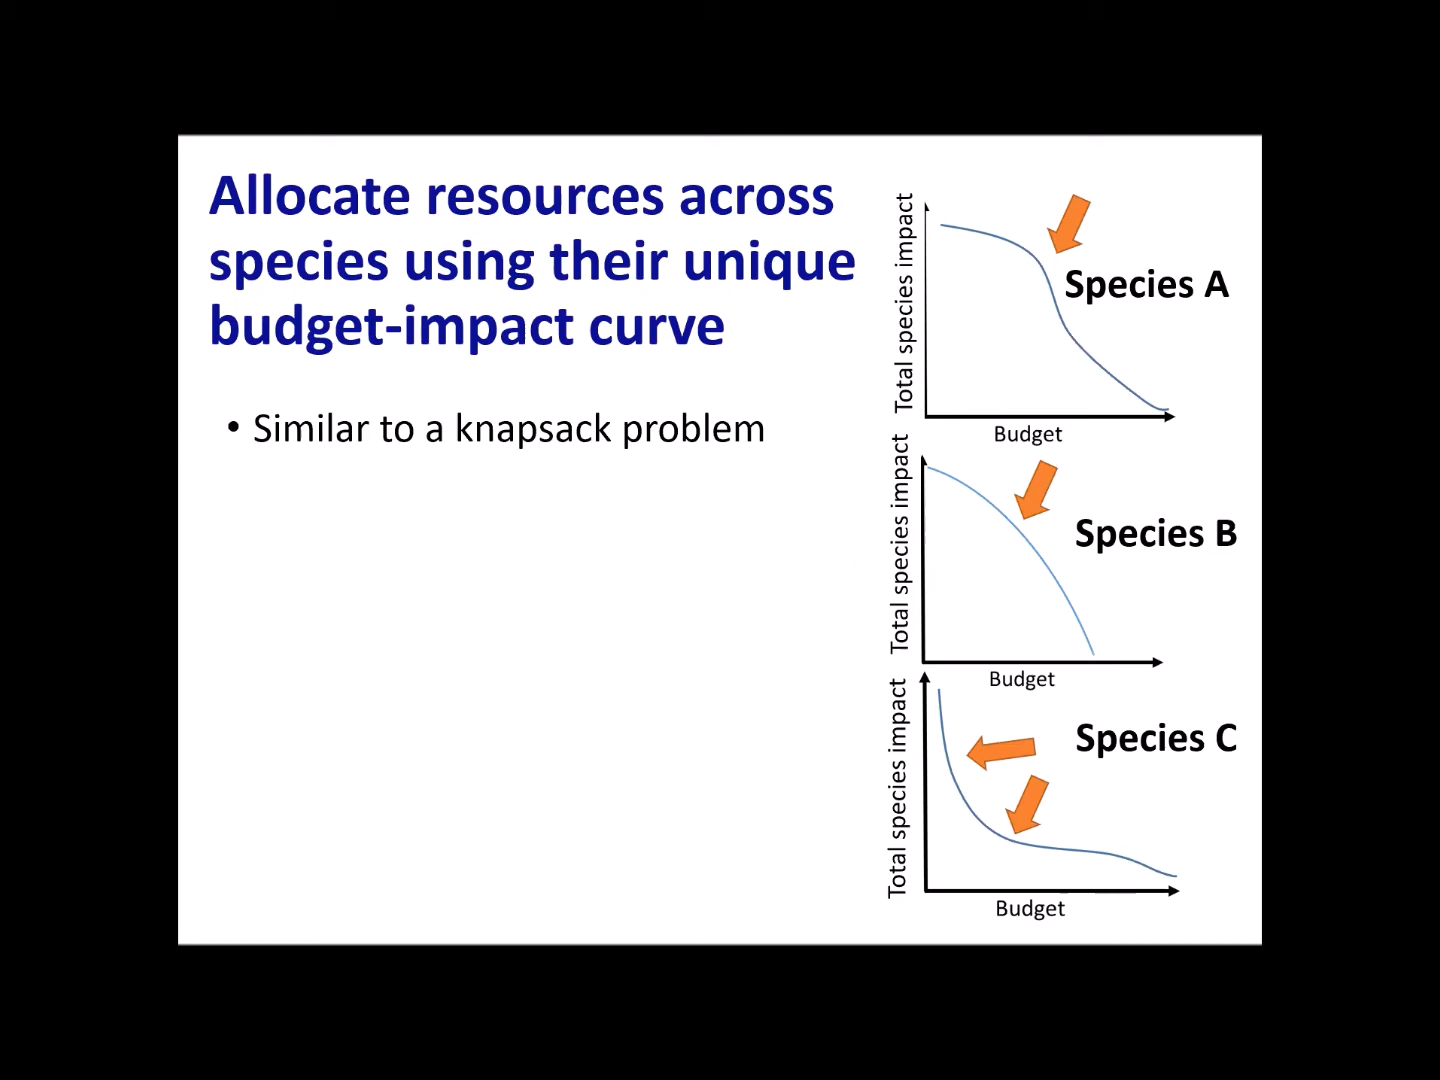 Allocate resources across
species using their unique
budget-impact curve
• Similar to a knapsack problem
Total species impact
Species A
Budget
Total species impact
Species B
Budget
Total species impact
Species C
Budget